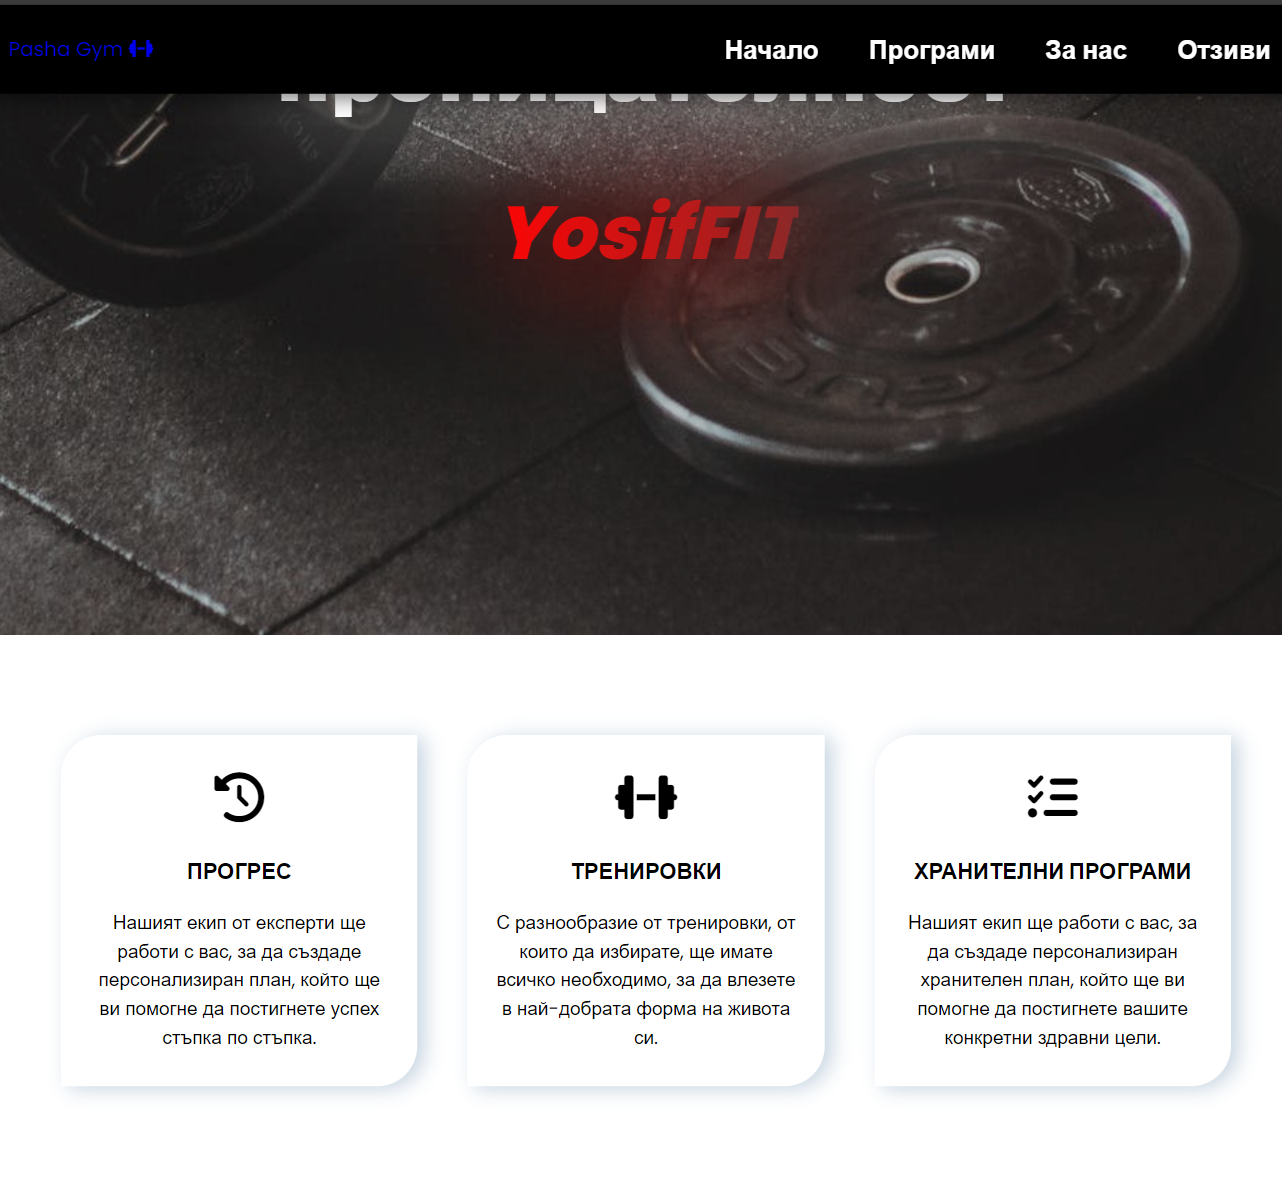 Pasha Gym
Начало Програми За нас Отзиви
проницателност
YosifFIT
ПРОГРЕС
Нашият екип от експерти ще
работи с вас, за да създаде
персонализиран план, който ще
ви помогне да постигнете успех
стъпка по стъпка.
ТРЕНИРОВКИ
С разнообразие от тренировки, от
които да избирате, ще имате
всичко необходимо, за да влезете
в най-добрата форма на живота
си.
ХРАНИТЕЛНИ ПРОГРАМИ
Нашият екип ще работи с вас, за
да създаде персонализиран
хранителен план, който ще ви
помогне да постигнете вашите
конкретни здравни цели.